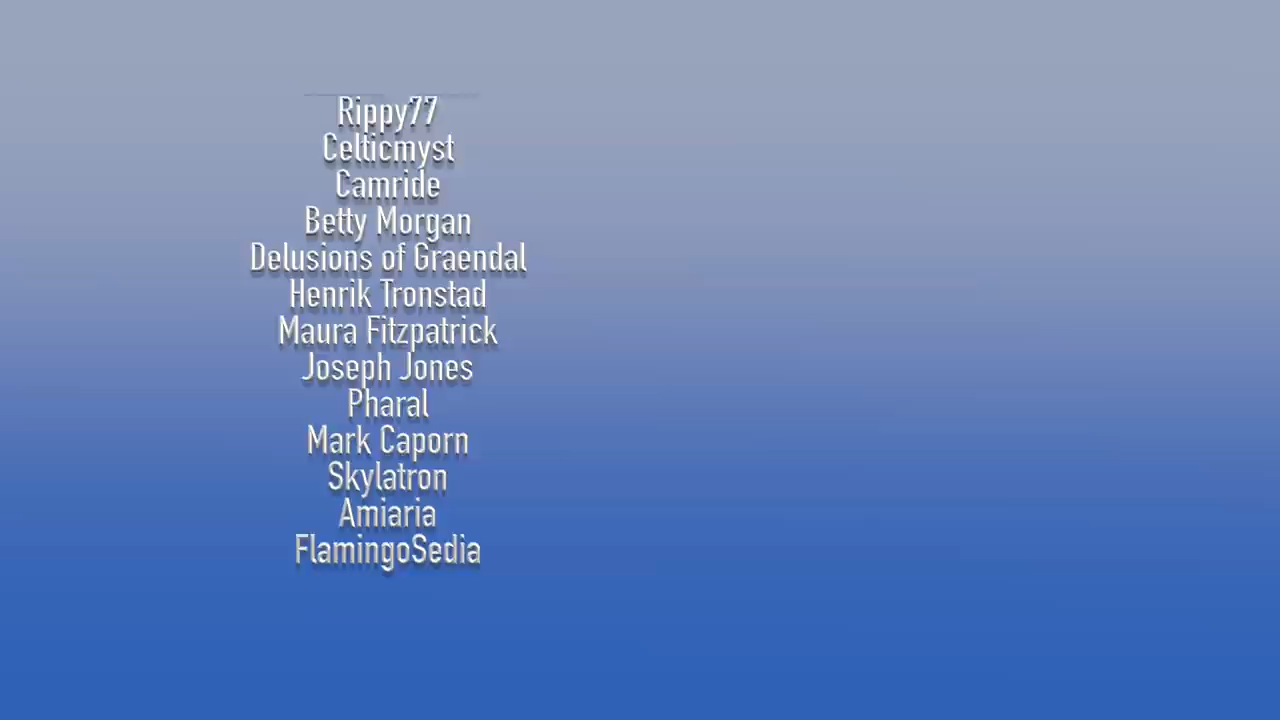 Rippy77
Celticmyst
Camride
Betty Morgan
Delusions of Graendal
Henrik Tronstad
Maura Fitzpatrick
Joseph Jones
Pharal
Mark Caporn
Skylatron
Amiaria
FlamingoSedia